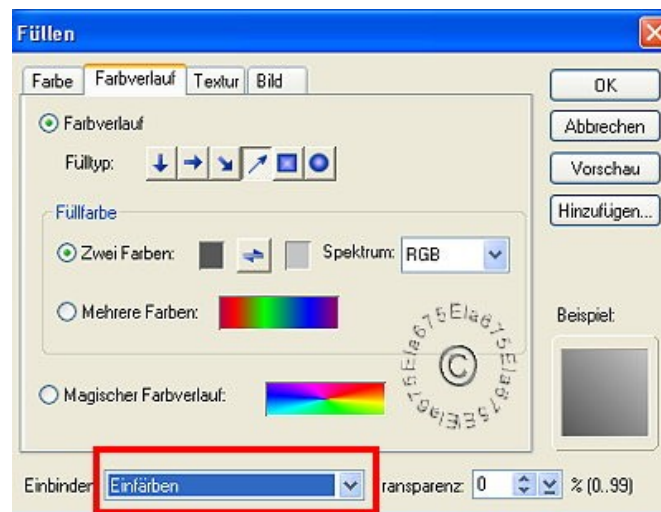 Füllen
Farbe Farbverlauf Textur Bild
OK
Farbverlauf
Abbrechen
Fülltyp:
Vorschau
Füllfarbe
Hinzufügen...
Zwei Farben: Spektrum: RGB
Mehrere Farben:
Beispiel:
Ela675Ela675Ela675Ela675
©
Magischer Farbverlauf:
Einbinden Einfärben ransparenz: 0 % (0..99)